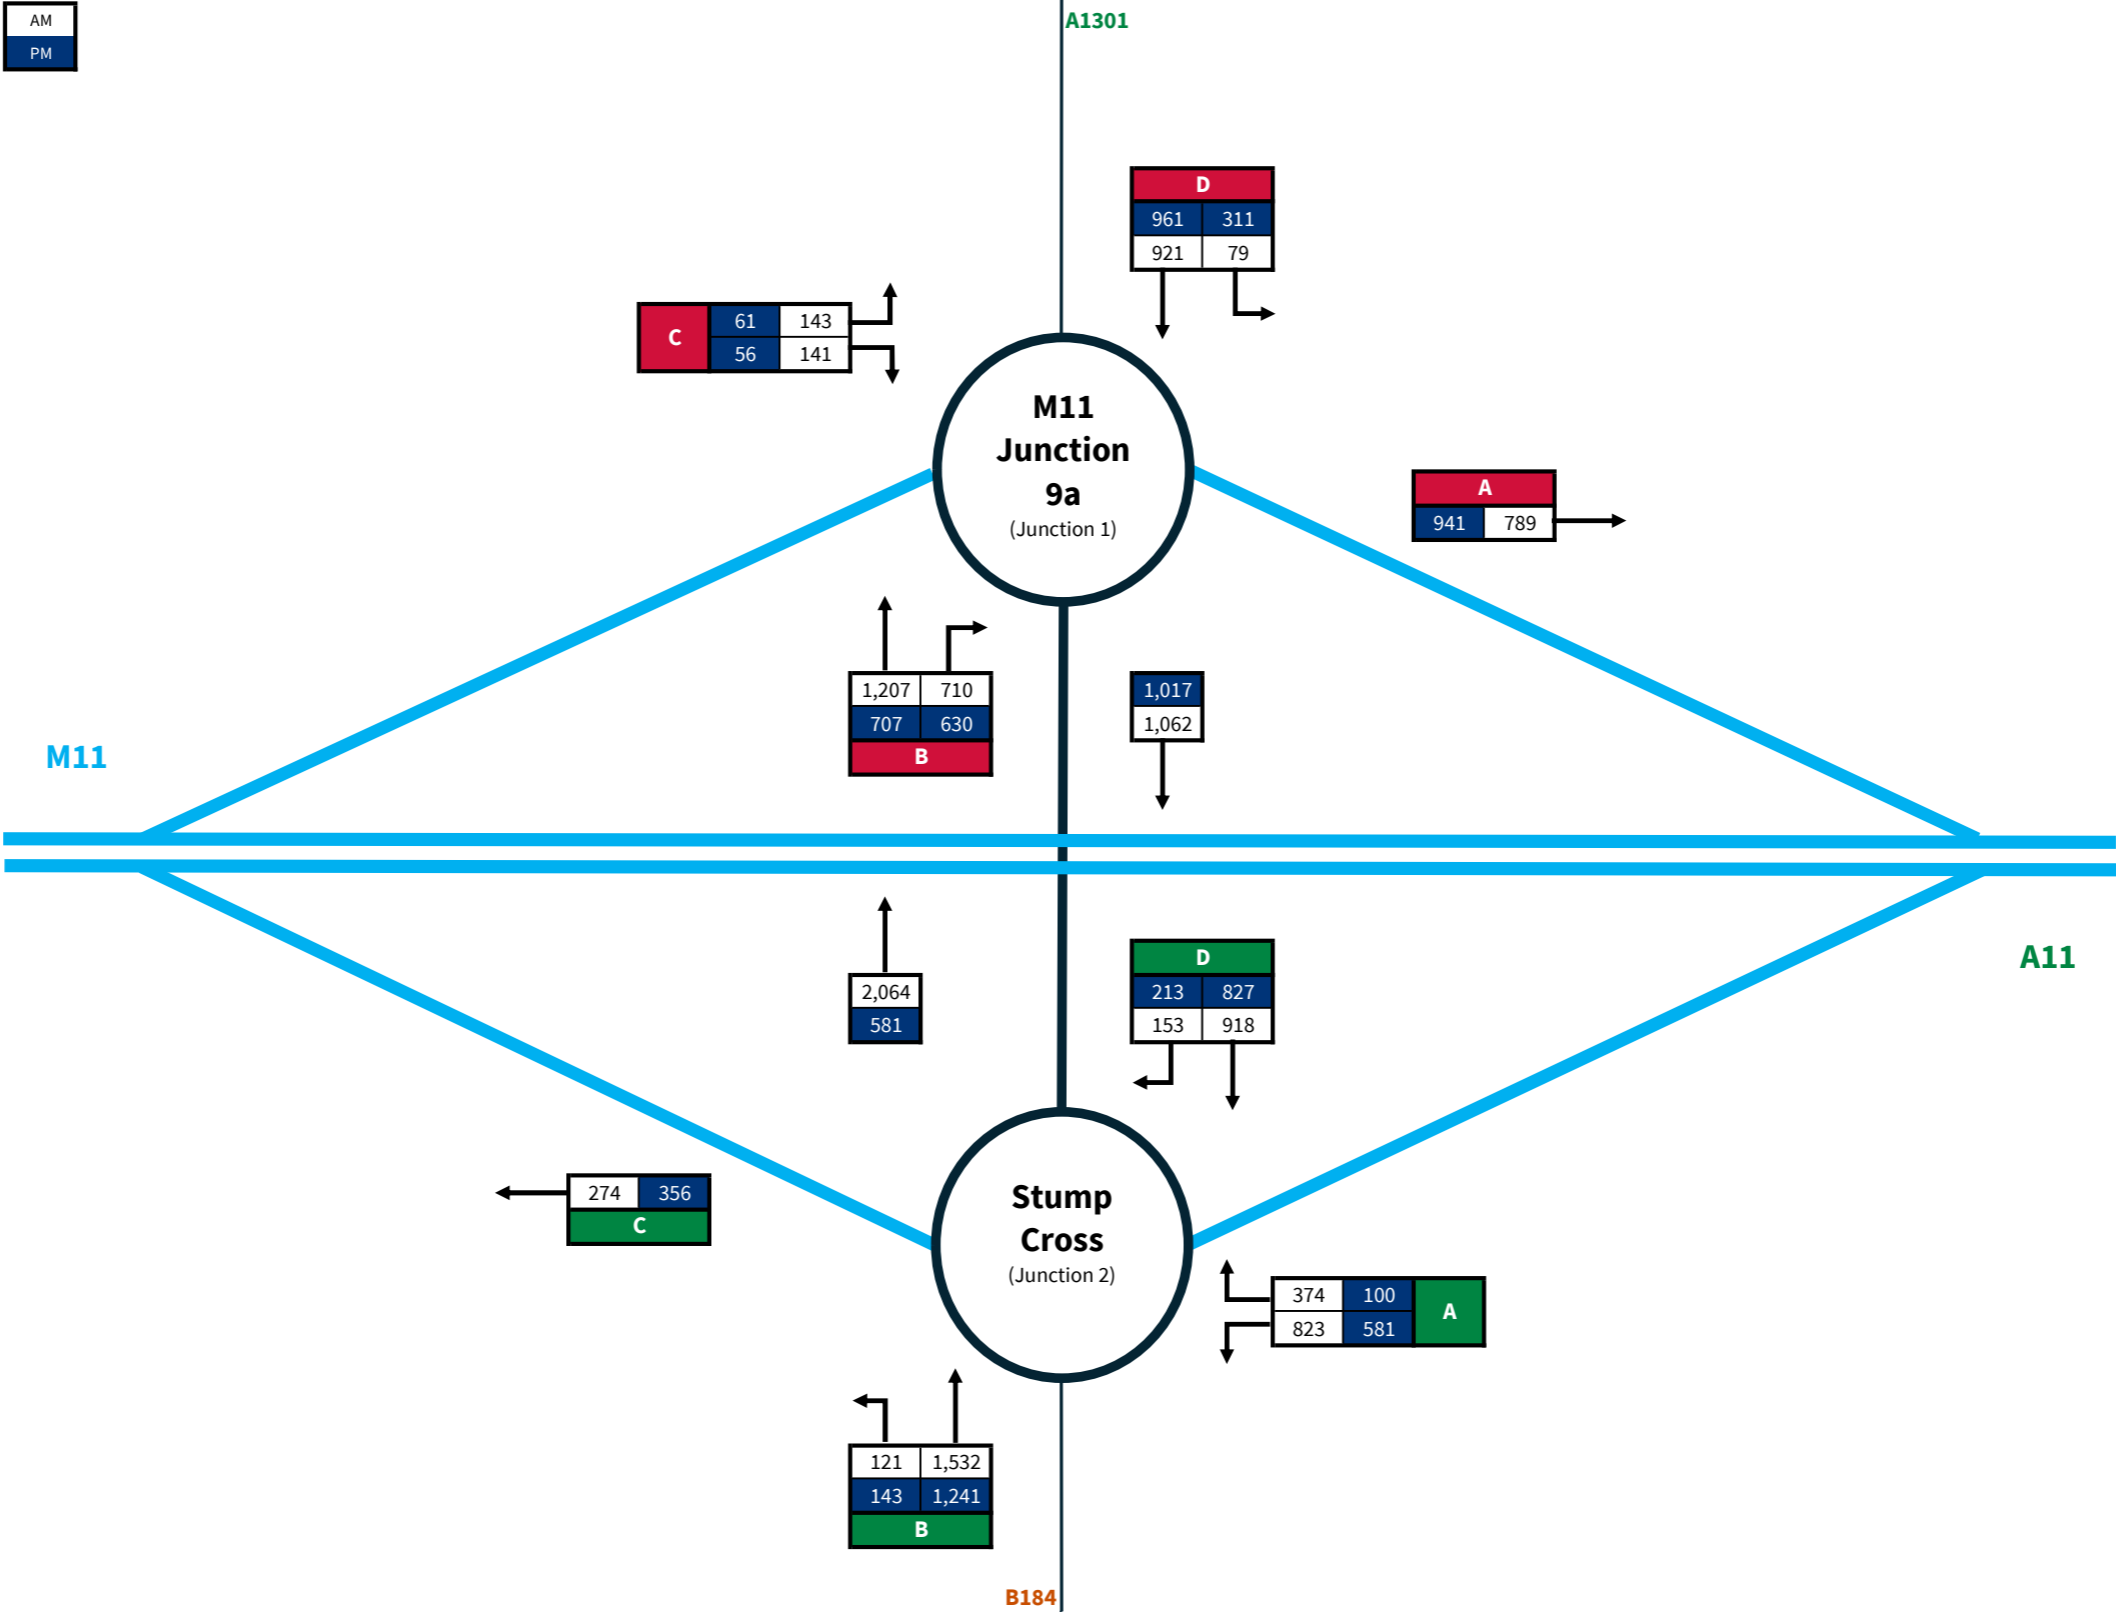 AM
PM
A1301
D
961 311
921 79
C
61 143
56 141
M11
Junction
9a
(Junction 1)
A
941 789
1,207 710
707 630
B
1,017
1,062
M11
2,064
581
D
213 827
153 918
A11
274 356
C
Stump
Cross
(Junction 2)
374 100
823 581
A
121 1,532
143 1,241
B
B184